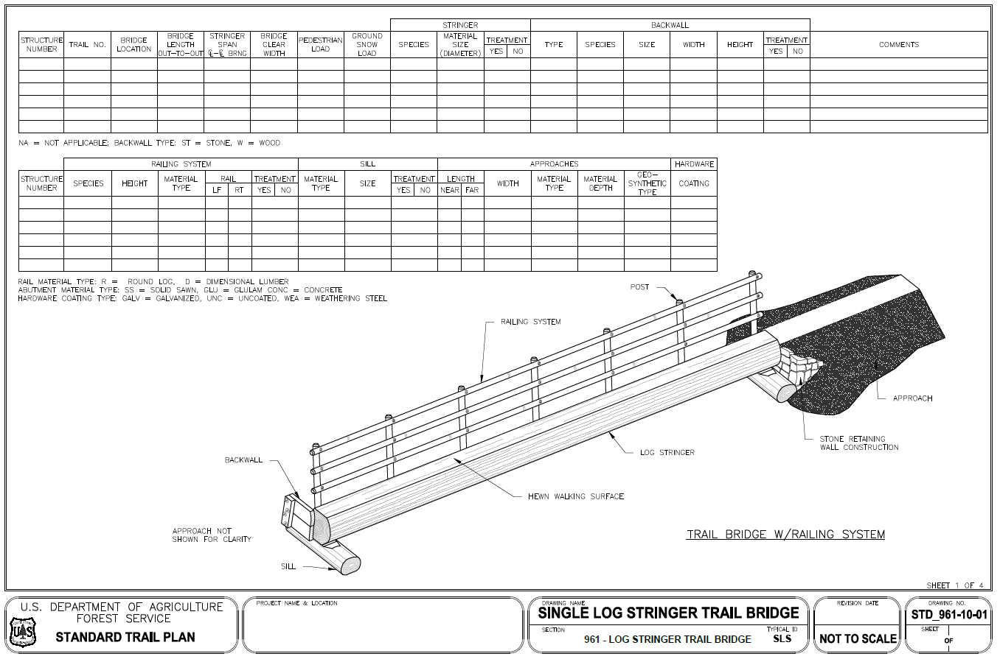 STRINGER
BACKWALL
STRUCTURE NUMBER
TRAIL NO.
BRIDGE LOCATION
BRIDGE LENGTH OUT-TO-OUT
STRINGER SPAN ℄-℄ BRNG
BRIDGE CLEAR WIDTH
PEDESTRIAN LOAD
GROUND SNOW LOAD
SPECIES
MATERIAL SIZE (DIAMETER)
TREATMENT
YES NO
TYPE
SPECIES
SIZE
WIDTH
HEIGHT
TREATMENT
YES NO
COMMENTS
NA = NOT APPLICABLE; BACKWALL TYPE: ST = STONE, W = WOOD
RAILING SYSTEM
SILL
APPROACHES
HARDWARE
STRUCTURE NUMBER
SPECIES
HEIGHT
MATERIAL TYPE
RAIL
LF RT
TREATMENT
YES NO
MATERIAL TYPE
SIZE
TREATMENT
YES NO
LENGTH
NEAR FAR
WIDTH
MATERIAL TYPE
MATERIAL DEPTH
GEO-SYNTHETIC TYPE
COATING
RAIL MATERIAL TYPE: R = ROUND LOG, D = DIMENSIONAL LUMBER
ABUTMENT MATERIAL TYPE: SS = SOLID SAWN, GLU = GLULAM CONC = CONCRETE
HARDWARE COATING TYPE: GALV = GALVANIZED, UNC = UNCOATED, WEA = WEATHERING STEEL
POST
RAILING SYSTEM
APPROACH
STONE RETAINING
WALL CONSTRUCTION
LOG STRINGER
BACKWALL
HEWN WALKING SURFACE
APPROACH NOT
SHOWN FOR CLARITY
SILL
TRAIL BRIDGE W/RAILING SYSTEM
SHEET 1 OF 4
U.S. DEPARTMENT OF AGRICULTURE
FOREST SERVICE
STANDARD TRAIL PLAN
UAS
PROJECT NAME & LOCATION
DRAWING NAME
SINGLE LOG STRINGER TRAIL BRIDGE
SECTION
961 - LOG STRINGER TRAIL BRIDGE
TYPICAL ID
SLS
REVISION DATE
NOT TO SCALE
DRAWING NO.
STD_961-10-01
SHEET
OF